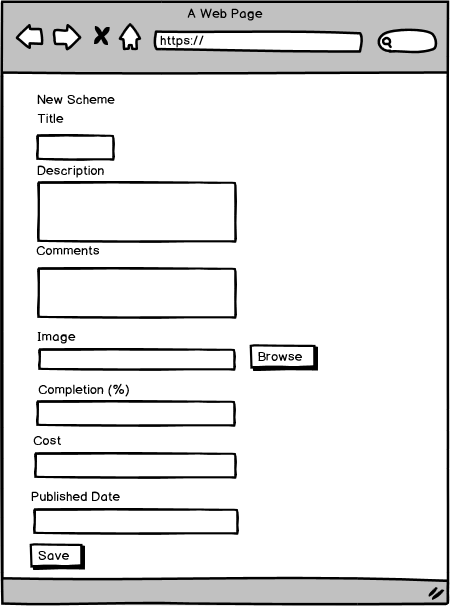 A Web Page
https://
New Scheme
Title
Description
Comments
Image
Browse
Completion (%)
Cost
Published Date
Save